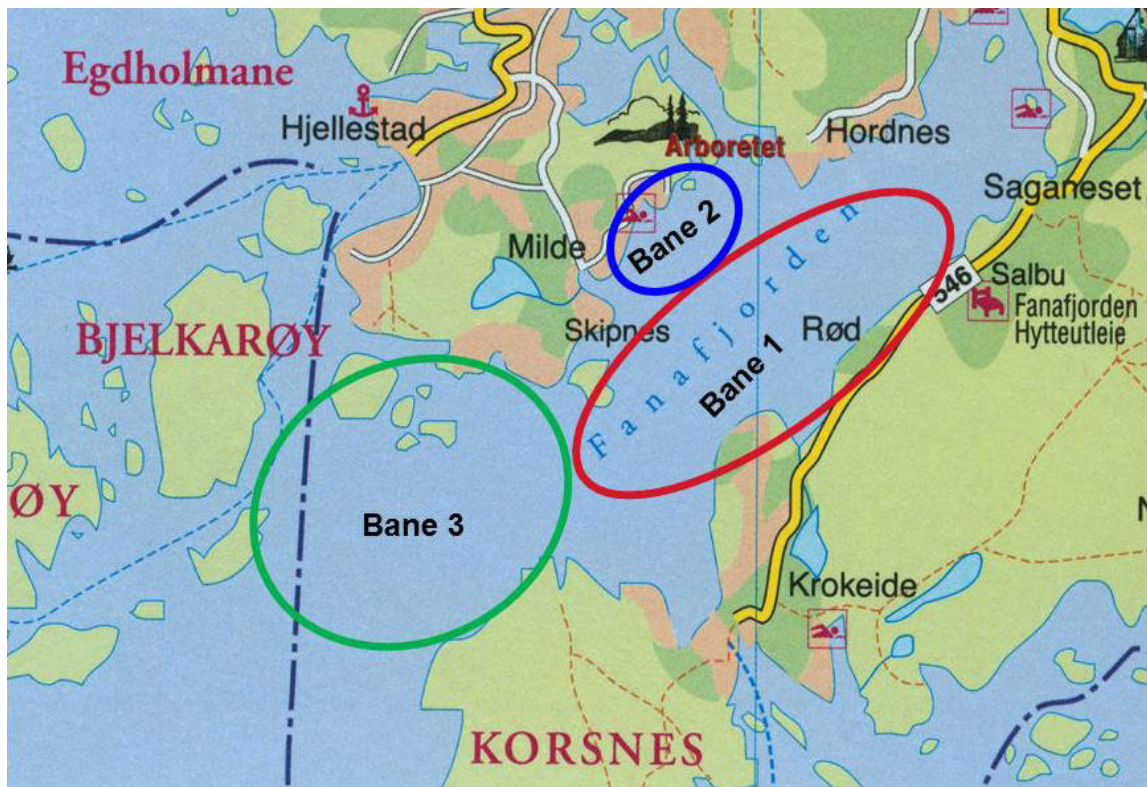 Egdholmane
Hjellestad
Arboretet
Hordnes
Saganeset
Milde
Bane 2
546
Salbu
Fanafjorden
Hytteutleie
BJELKARØY
Skipnes
Fanafjorden
Rød
Bane 1
ØY
Bane 3
N
Krokeide
KORSNES